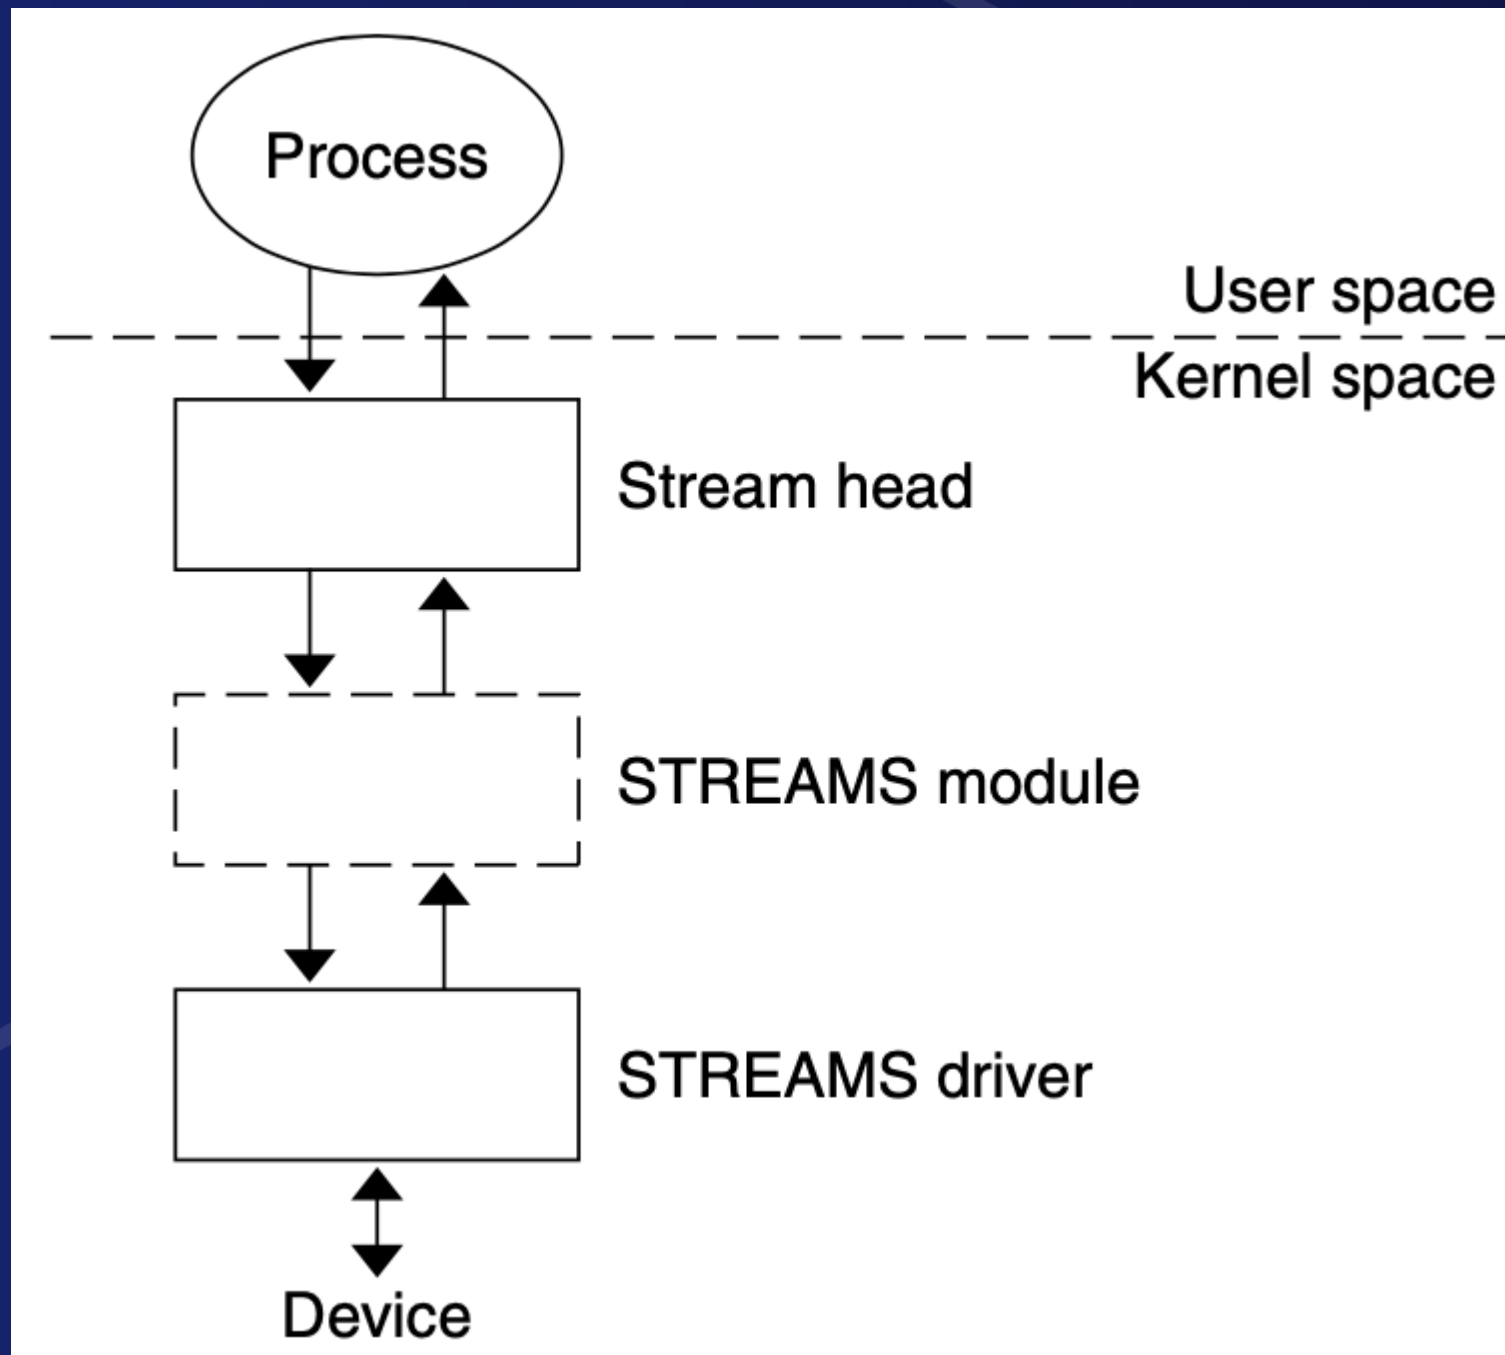 Process
User space
Kernel space
Stream head
STREAMS module
STREAMS driver
Device